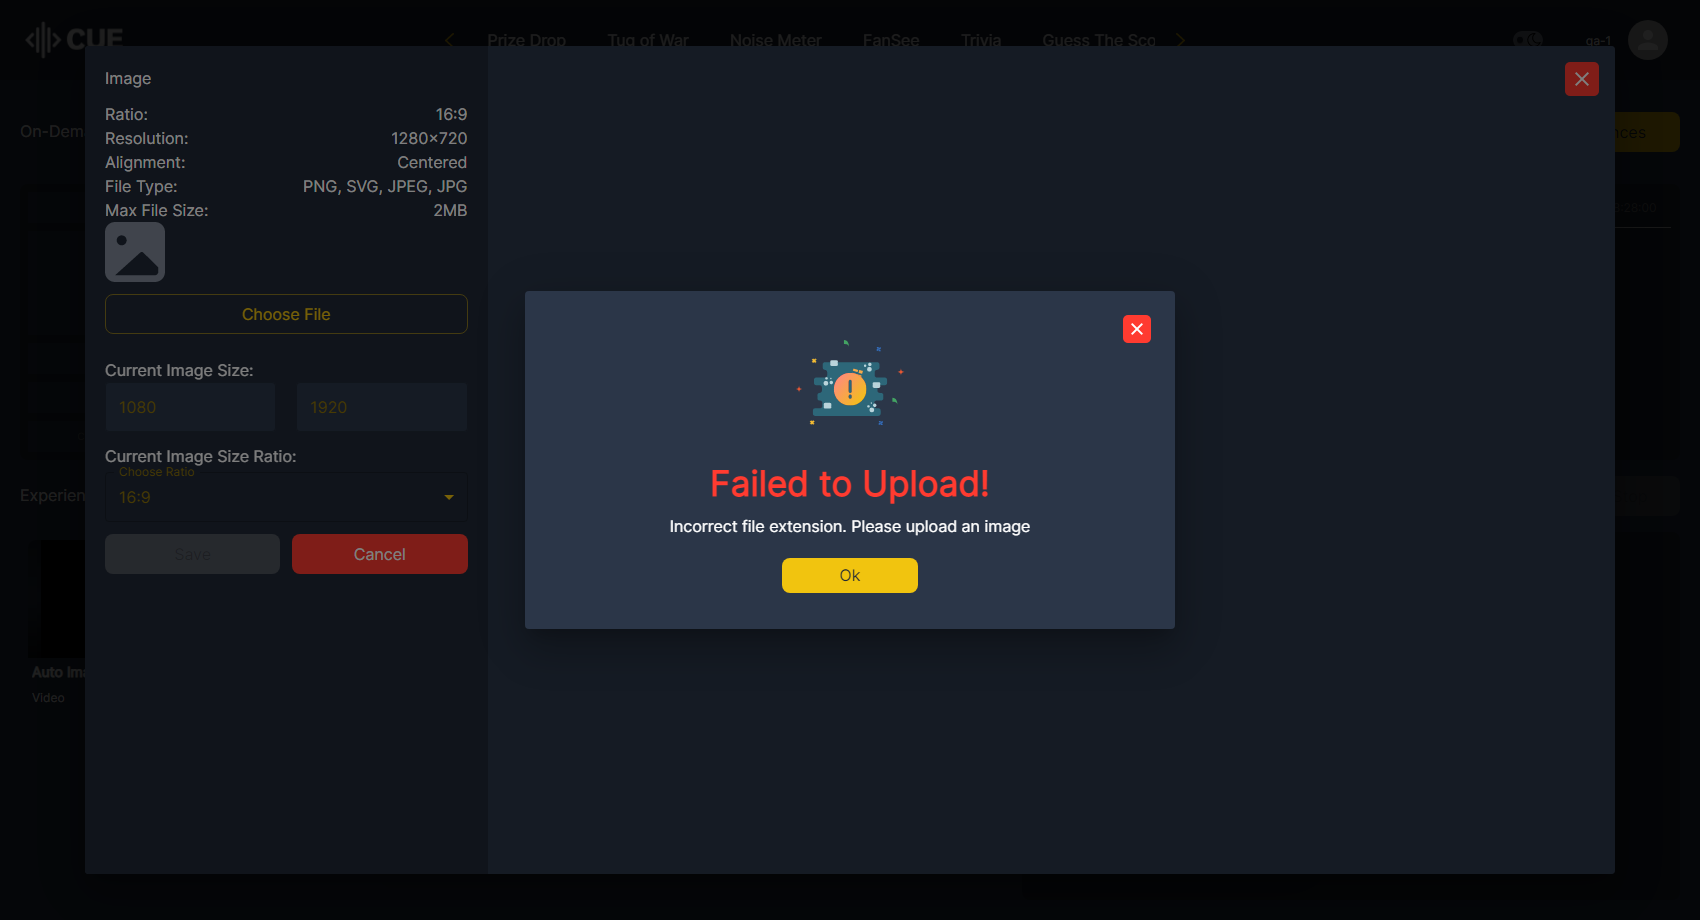 CUE
Prize Drop
Tug of War
Noise Meter
FanSee
Trivia
Guess The Sco
qa-1
Image
Ratio:
16:9
Resolution:
1280×720
Alignment:
Centered
File Type:
PNG, SVG, JPEG, JPG
Max File Size:
2MB
On-Dem
nces
Choose File
Current Image Size:
1080
1920
Current Image Size Ratio:
Choose Ratio
16:9
Save
Cancel
Experien
Auto Ima
Video
Failed to Upload!
Incorrect file extension. Please upload an image
Ok